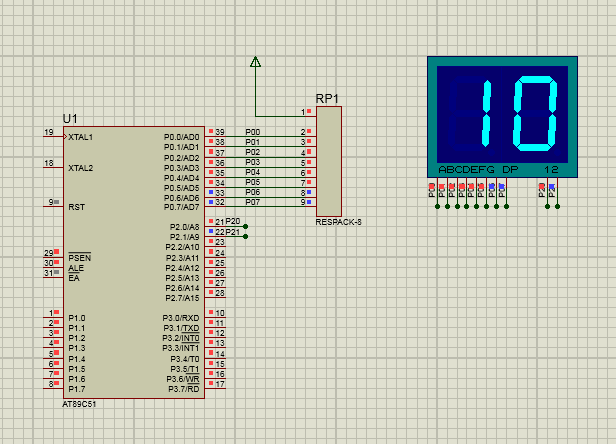 U1
19 XTAL1
18 XTAL2
9 RST
29 PSEN
30 ALE
31 EA
1 P1.0
2 P1.1
3 P1.2
4 P1.3
5 P1.4
6 P1.5
7 P1.6
8 P1.7
P0.0/AD0 39 P00
P0.1/AD1 38 P01
P0.2/AD2 37 P02
P0.3/AD3 36 P03
P0.4/AD4 35 P04
P0.5/AD5 34 P05
P0.6/AD6 33 P06
P0.7/AD7 32 P07
P2.0/A8 21 P20
P2.1/A9 22 P21
P2.2/A10 23
P2.3/A11 24
P2.4/A12 25
P2.5/A13 26
P2.6/A14 27
P2.7/A15 28
P3.0/RXD 10
P3.1/TXD 11
P3.2/INT0 12
P3.3/INT1 13
P3.4/T0 14
P3.5/T1 15
P3.6/WR 16
P3.7/RD 17
AT89C51
RP1
1
2
3
4
5
6
7
8
9
RESPACK-8
10
ABCDEFG DP 12